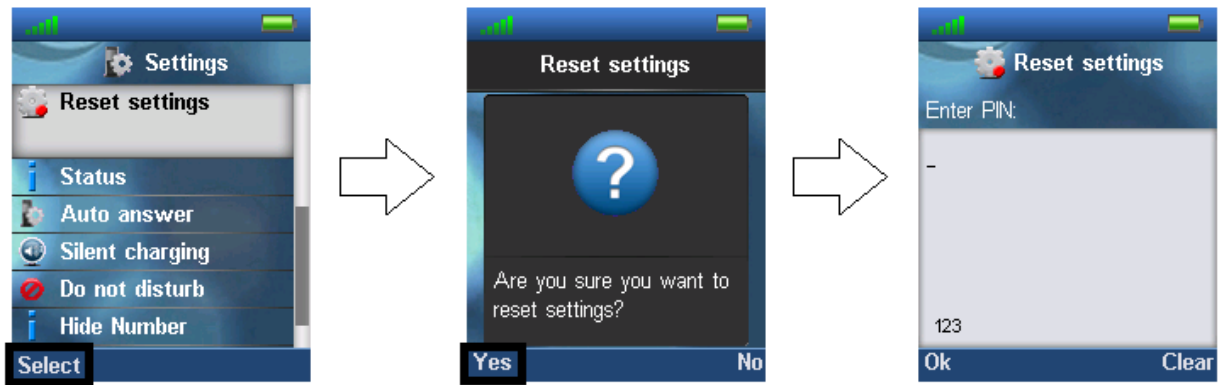 Settings
Reset settings
Status
Auto answer
Silent charging
Do not disturb
Hide Number
Select
Reset settings
?
Are you sure you want to
reset settings?
Yes No
Reset settings
Enter PIN:
_
123
Ok Clear